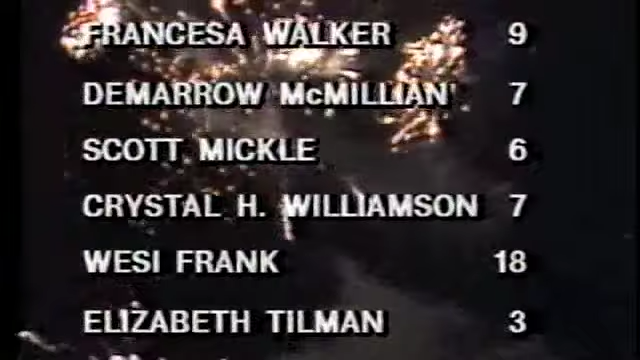 FRANCESA WALKER 9
DEMARROW McMILLIAN 7
SCOTT MICKLE 6
CRYSTAL H. WILLIAMSON 7
WESI FRANK 18
ELIZABETH TILMAN 3